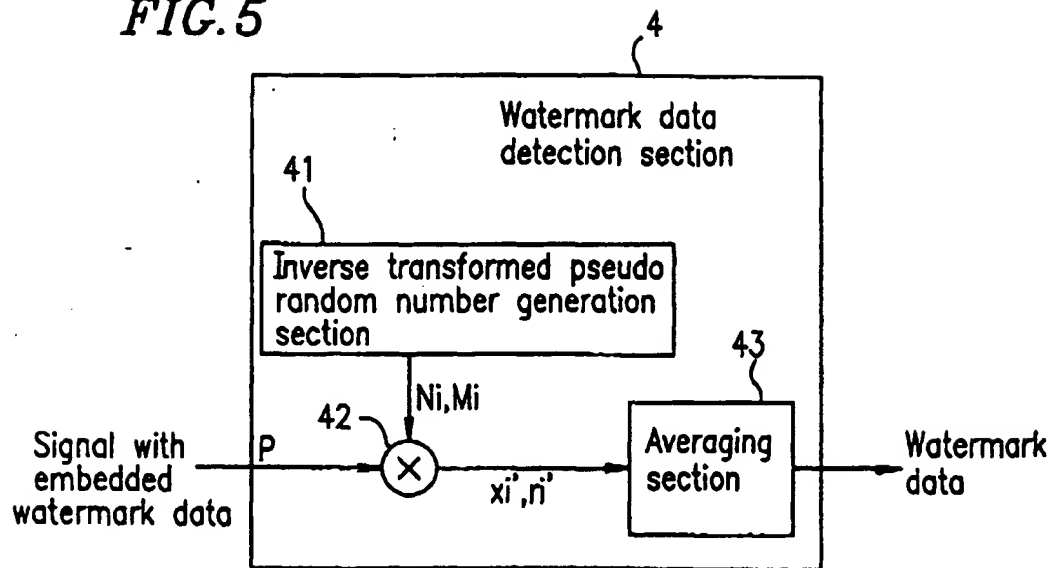 FIG. 5
4
Watermark data
detection section
41
Inverse transformed pseudo
random number generation
section
43
Ni,Mi
42
Signal with
embedded
watermark data
P
xi',ri'
Averaging
section
Watermark
data